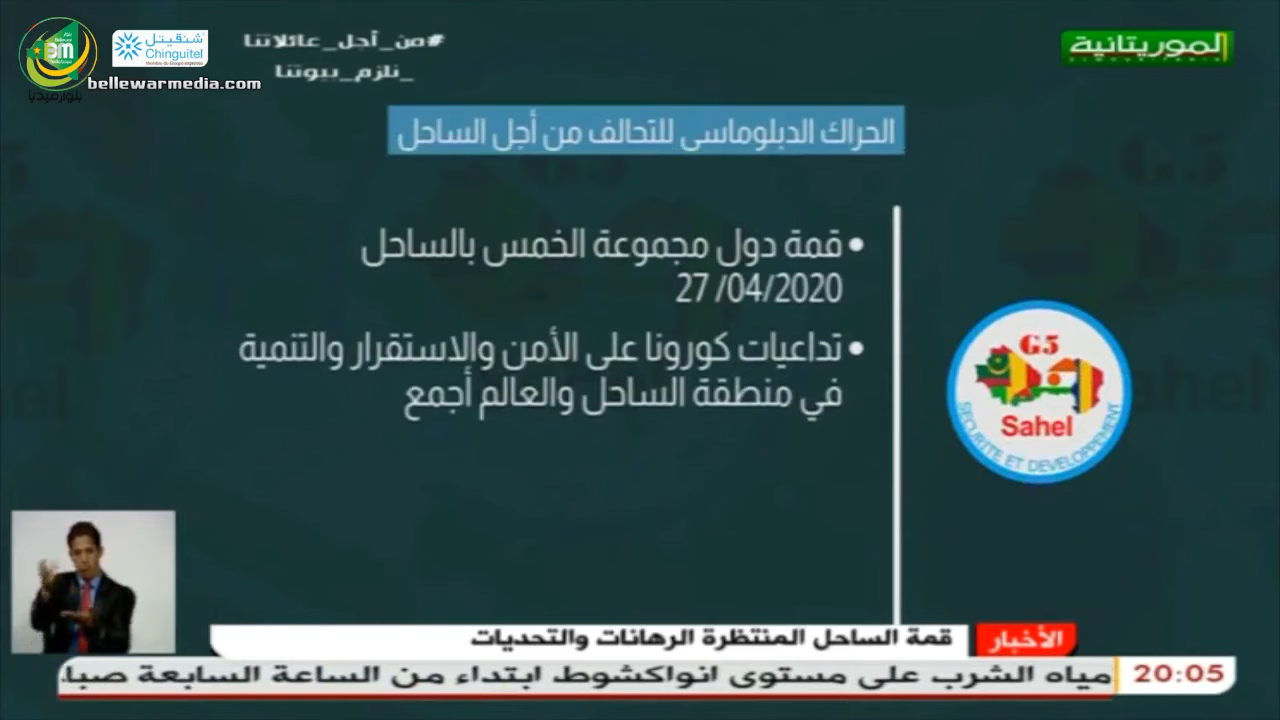 #من_أجل_عائلاتنا
_نلزم_بيوتنا
شنقيتل
Chinguitel
bellewarmedia.com
بلوارميديا
الموريتانية
الحراك الدبلوماسى للتحالف من أجل الساحل
• قمة دول مجموعة الخمس بالساحل
27 /04/2020
• تداعيات كورونا على الأمن والاستقرار والتنمية
في منطقة الساحل والعالم أجمع
G5
Sahel
SECURITE ET DEVELOPPEMENT
الأخبار
قمة الساحل المنتظرة الرهانات والتحديات
20:05
مياه الشرب على مستوى انواكشوط ابتداء من الساعة السابعة صبا